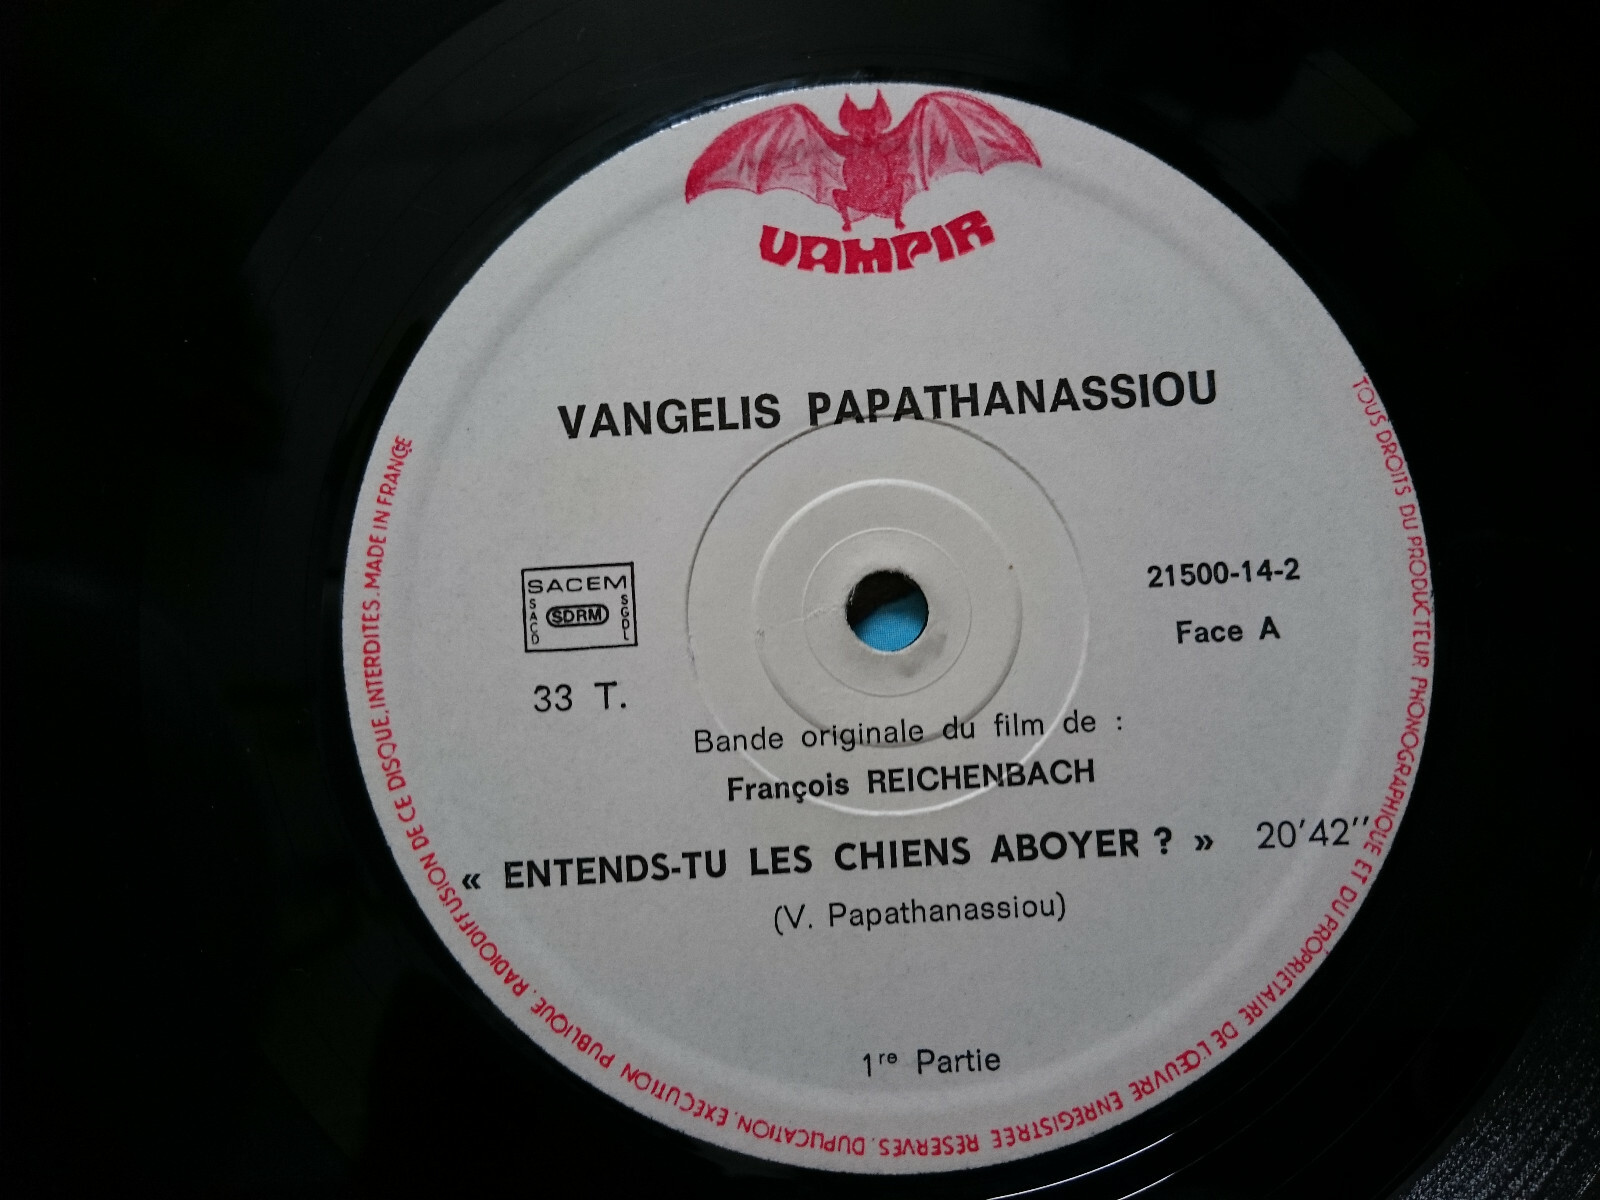 VAMPIR
VANGELIS PAPATHANASSIOU
SACEM
SACD
SDRM
SGDL
21500-14-2
Face A
33 T.
Bande originale du film de :
François REICHENBACH
« ENTENDS-TU LES CHIENS ABOYER ? » 20'42''
(V. Papathanassiou)
1re Partie
TOUS DROITS DU PRODUCTEUR PHONOGRAPHIQUE ET DU PROPRIETAIRE DE L'ŒUVRE ENREGISTREE RESERVES. DUPLICATION. EXECUTION PUBLIQUE. RADIODIFFUSION DE CE DISQUE. INTERDITES. MADE IN FRANCE